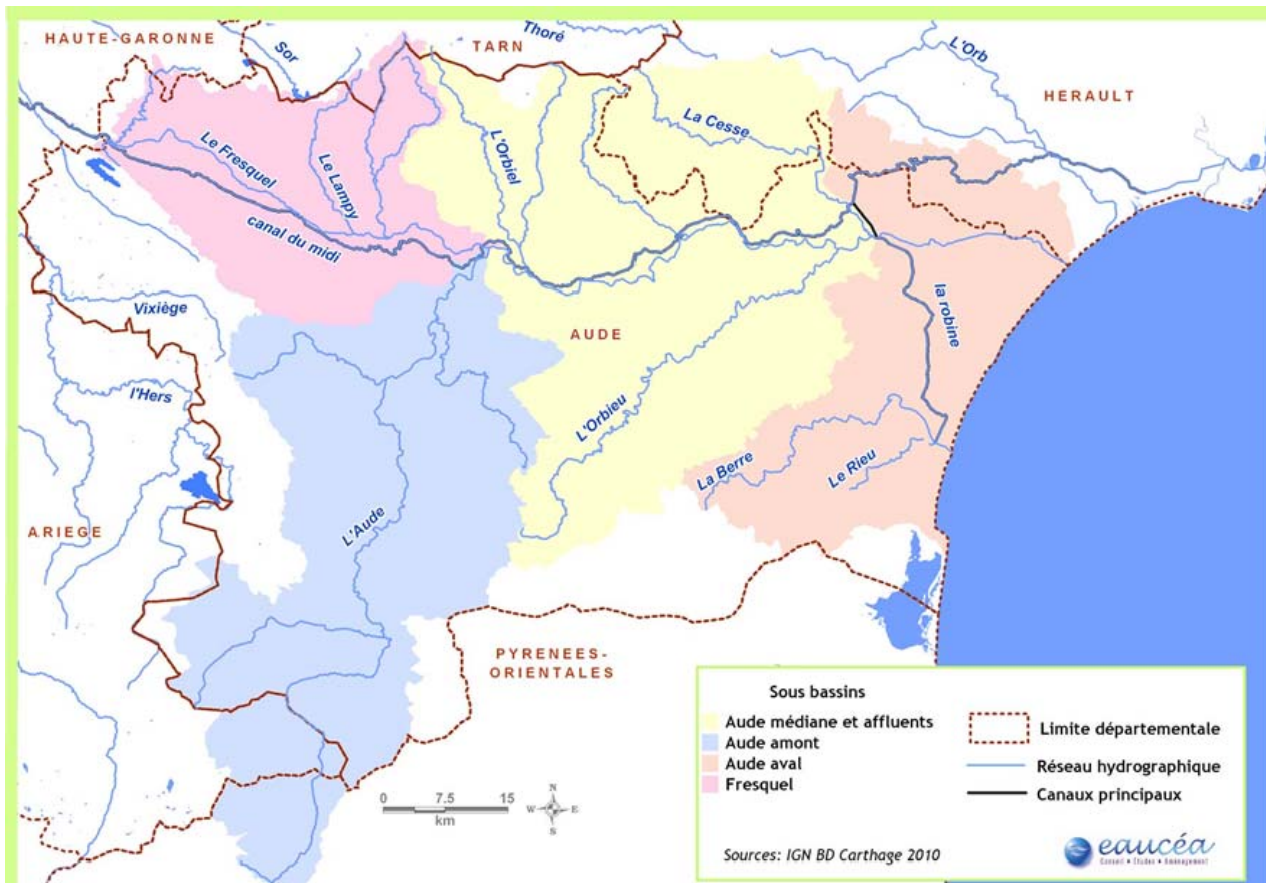 HAUTE-GARONNE
Sor
TARN
Thoré
L'Orb
HERAULT
La Cesse
Le Fresquel
Le Lampy
L'Orbiel
canal du midi
Vixiège
AUDE
la robine
l'Hers
L'Orbieu
La Berre
Le Rieu
L'Aude
ARIEGE
PYRENEES-
ORIENTALES
0 7.5 15
km
N
W E
S
Sous bassins
Aude médiane et affluents
Aude amont
Aude aval
Fresquel
Limite départementale
Réseau hydrographique
Canaux principaux
Sources: IGN BD Carthage 2010
eaucéa
Conseil • Études • Aménagement